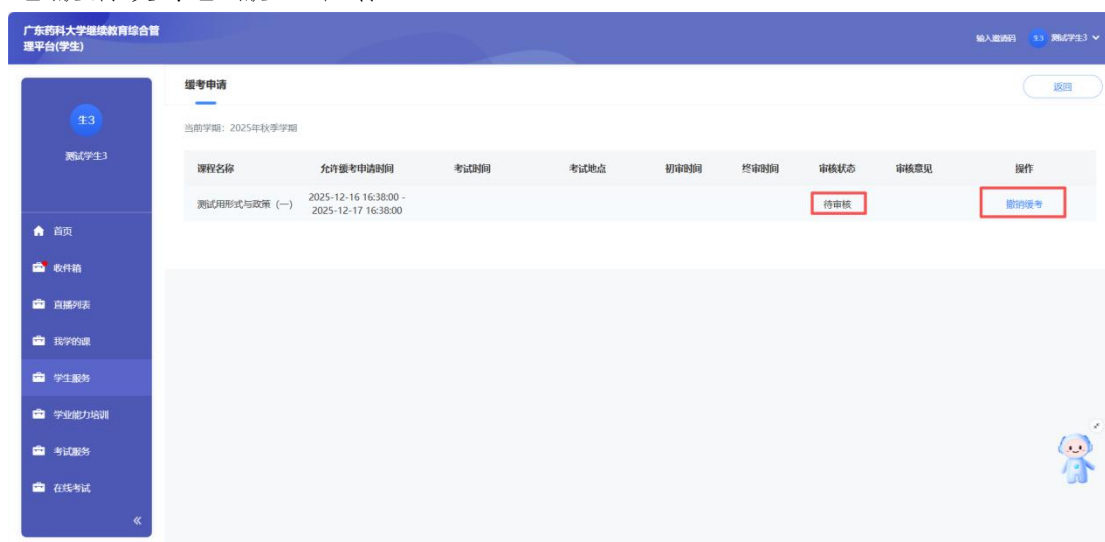 广东药科大学继续教育综合管
理平台(学生)
输入邀请码 生3 测试学生3
生3
测试学生3
首页
收件箱
直播列表
我学的课
学生服务
学业能力培训
考试服务
在线考试
缓考申请
返回
当前学期：2025年秋季学期
课程名称 允许缓考申请时间 考试时间 考试地点 初审时间 终审时间 审核状态 审核意见 操作
测试用形式与政策（一） 2025-12-16 16:38:00 -
2025-12-17 16:38:00 待审核 撤销缓考